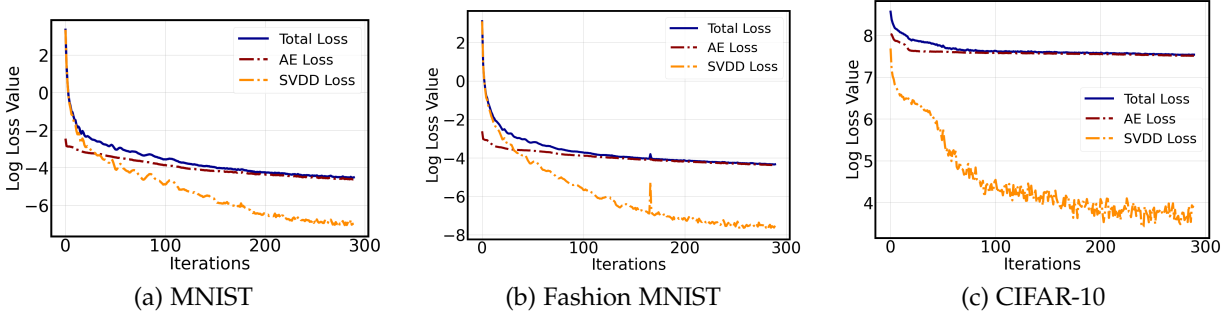 Log Loss Value
2
0
−2
−4
−6
0
100
200
300
Iterations
Total Loss
AE Loss
SVDD Loss
(a) MNIST
Log Loss Value
2
0
−2
−4
−6
−8
0
100
200
300
Iterations
Total Loss
AE Loss
SVDD Loss
(b) Fashion MNIST
Log Loss Value
8
7
6
5
4
0
100
200
300
Iterations
Total Loss
AE Loss
SVDD Loss
(c) CIFAR-10